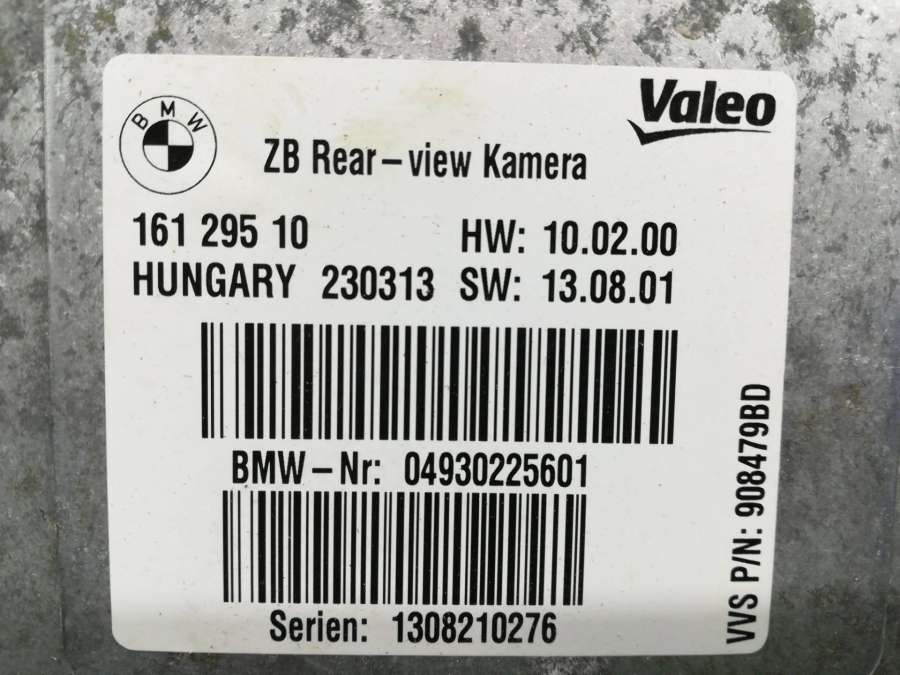 BMW
Valeo
ZB Rear-view Kamera
161 295 10 HW: 10.02.00
HUNGARY 230313 SW: 13.08.01
BMW-Nr: 04930225601
Serien: 1308210276
VVS P/N: 908479BD